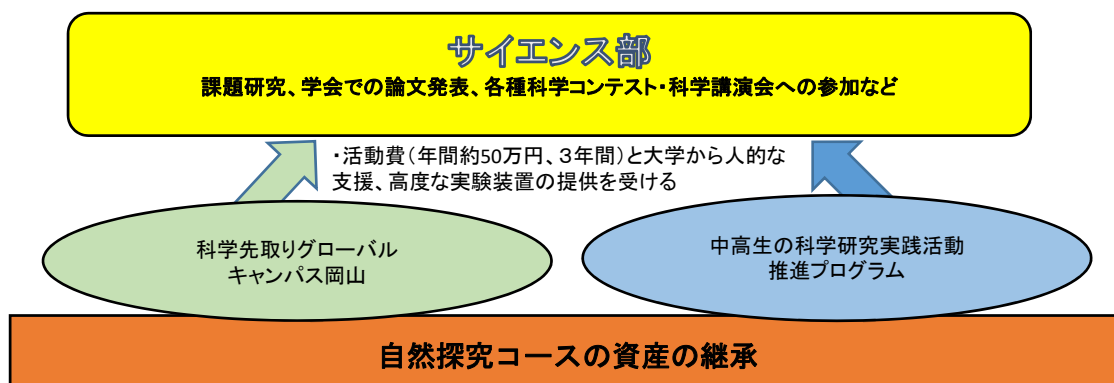 サイエンス部
課題研究、学会での論文発表、各種科学コンテスト・科学講演会への参加など
・活動費（年間約50万円、３年間）と大学から人的な
支援、高度な実験装置の提供を受ける
科学先取りグローバル
キャンパス岡山
中高生の科学研究実践活動
推進プログラム
自然探究コースの資産の継承